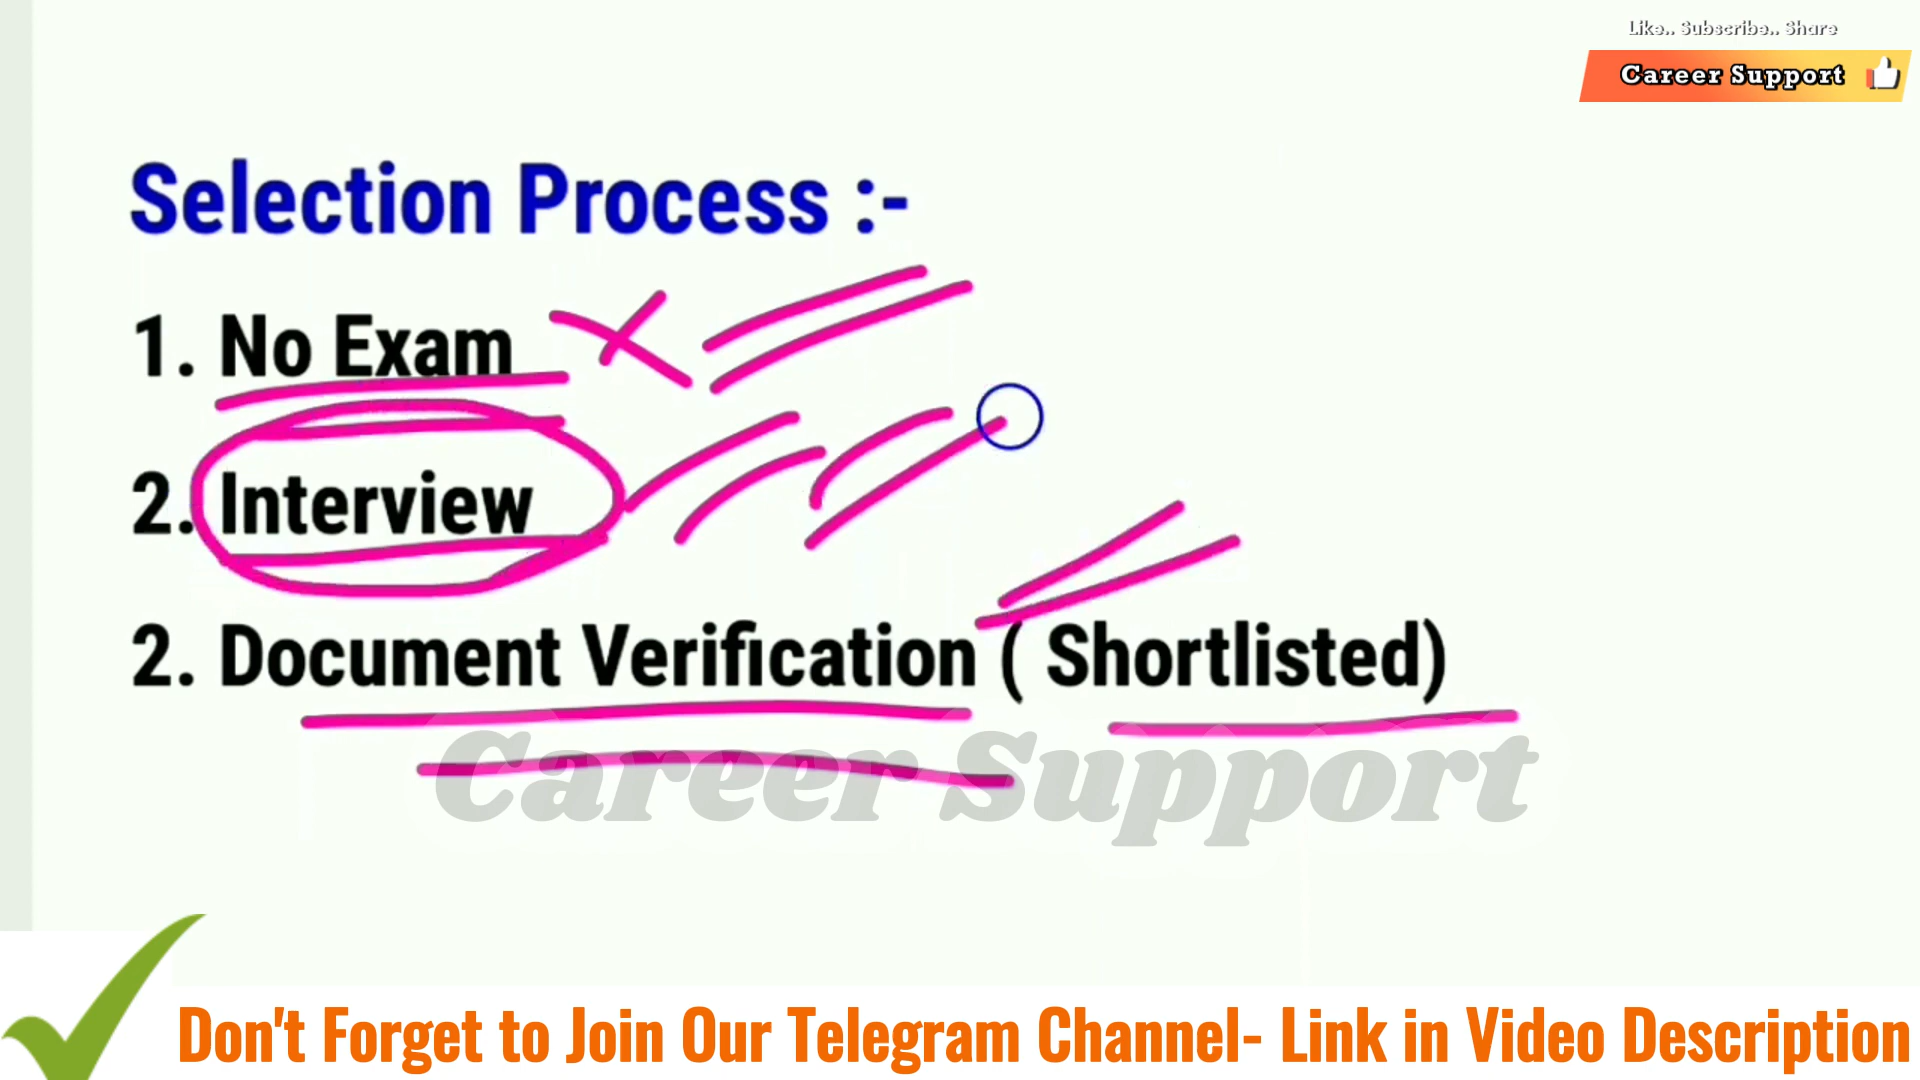 Like.. Subscribe.. Share
Career Support
Selection Process :-
1. No Exam
2. Interview
2. Document Verification ( Shortlisted)
Career Support
Don't Forget to Join Our Telegram Channel- Link in Video Description